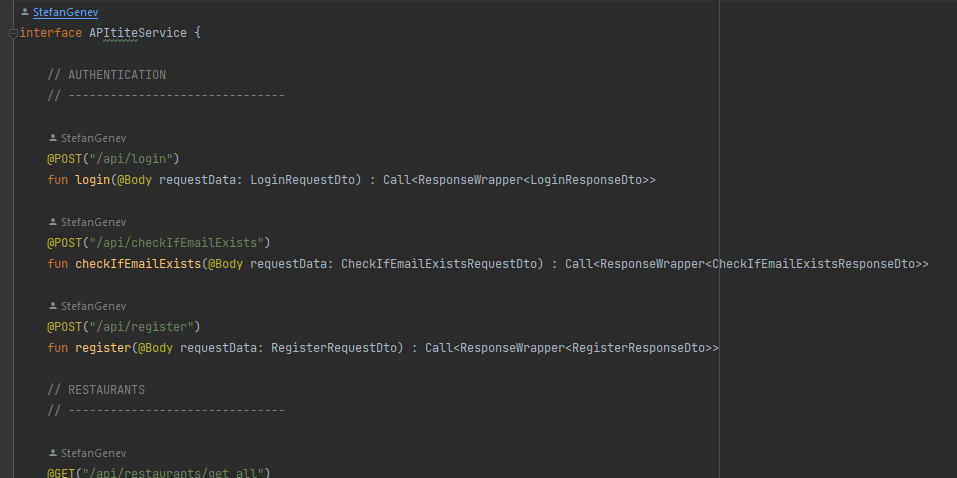 StefanGenev
interface APItiteService {
// AUTHENTICATION
// -------------------------------
StefanGenev
@POST("/api/login")
fun login(@Body requestData: LoginRequestDto) : Call<ResponseWrapper<LoginResponseDto>>
StefanGenev
@POST("/api/checkIfEmailExists")
fun checkIfEmailExists(@Body requestData: CheckIfEmailExistsRequestDto) : Call<ResponseWrapper<CheckIfEmailExistsResponseDto>>
StefanGenev
@POST("/api/register")
fun register(@Body requestData: RegisterRequestDto) : Call<ResponseWrapper<RegisterResponseDto>>
// RESTAURANTS
// -------------------------------
StefanGenev
@GET("/api/restaurants/get_all")